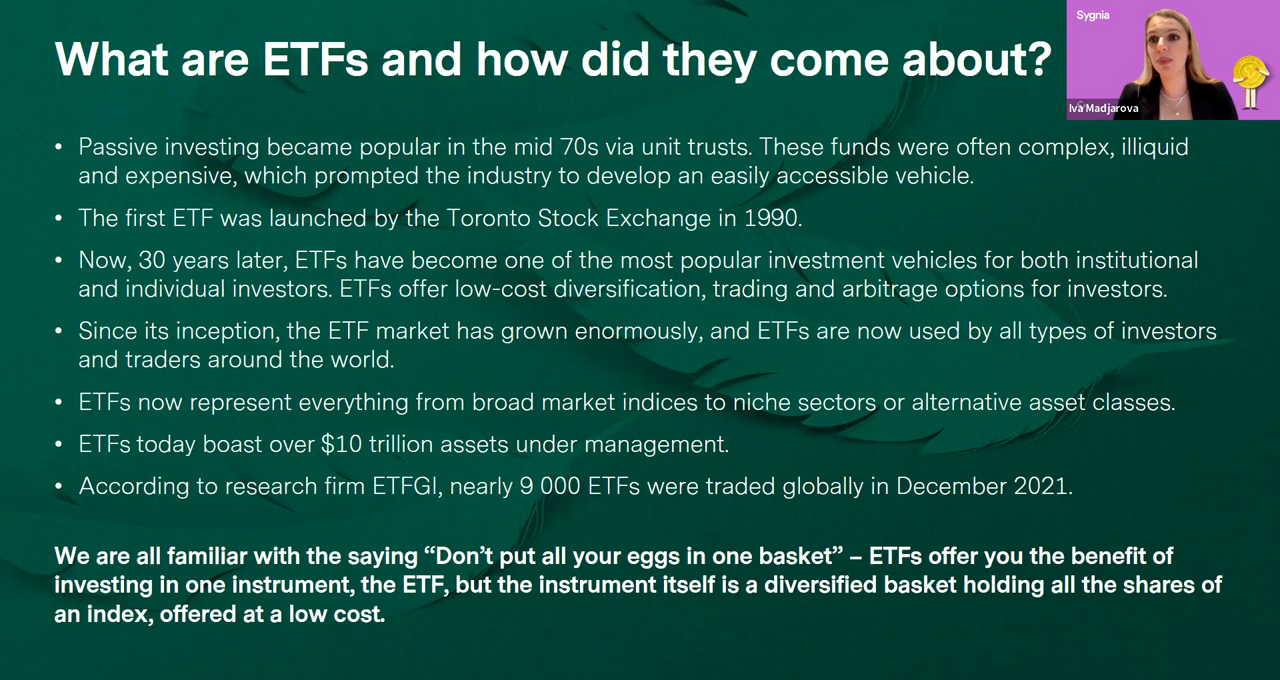 What are ETFs and how did they come about?
Sygnia
Iva Madjarova
• Passive investing became popular in the mid 70s via unit trusts. These funds were often complex, illiquid
and expensive, which prompted the industry to develop an easily accessible vehicle.
• The first ETF was launched by the Toronto Stock Exchange in 1990.
• Now, 30 years later, ETFs have become one of the most popular investment vehicles for both institutional
and individual investors. ETFs offer low-cost diversification, trading and arbitrage options for investors.
• Since its inception, the ETF market has grown enormously, and ETFs are now used by all types of investors
and traders around the world.
• ETFs now represent everything from broad market indices to niche sectors or alternative asset classes.
• ETFs today boast over $10 trillion assets under management.
• According to research firm ETFGI, nearly 9 000 ETFs were traded globally in December 2021.
We are all familiar with the saying “Don’t put all your eggs in one basket” – ETFs offer you the benefit of
investing in one instrument, the ETF, but the instrument itself is a diversified basket holding all the shares of
an index, offered at a low cost.